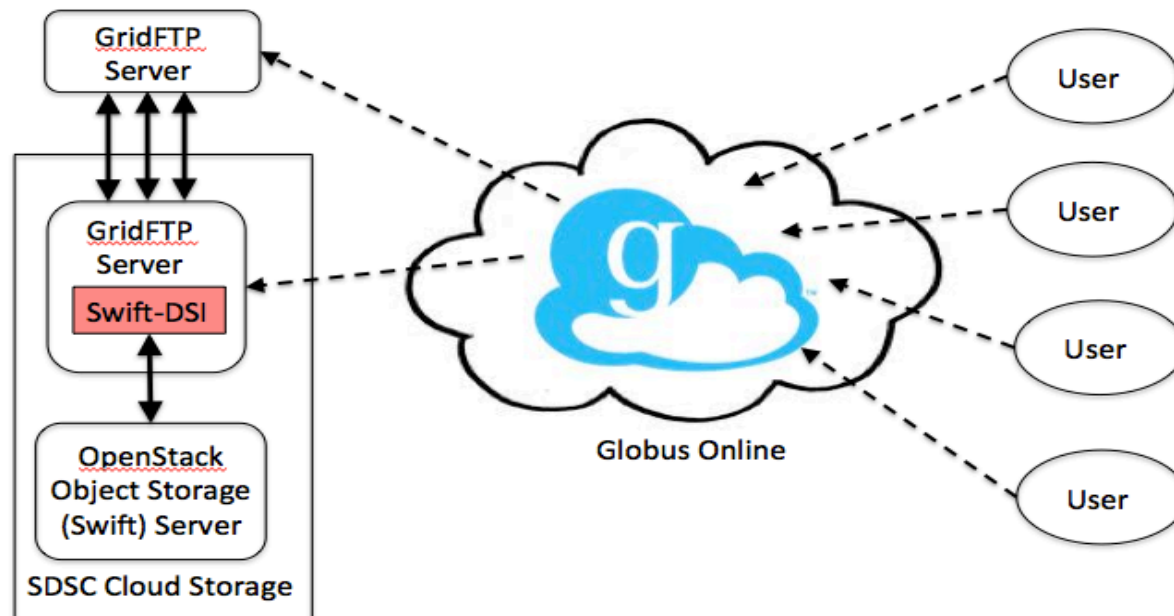 GridFTP
Server
GridFTP
Server
Swift-DSI
OpenStack
Object Storage
(Swift) Server
SDSC Cloud Storage
g
™
Globus Online
User
User
User
User